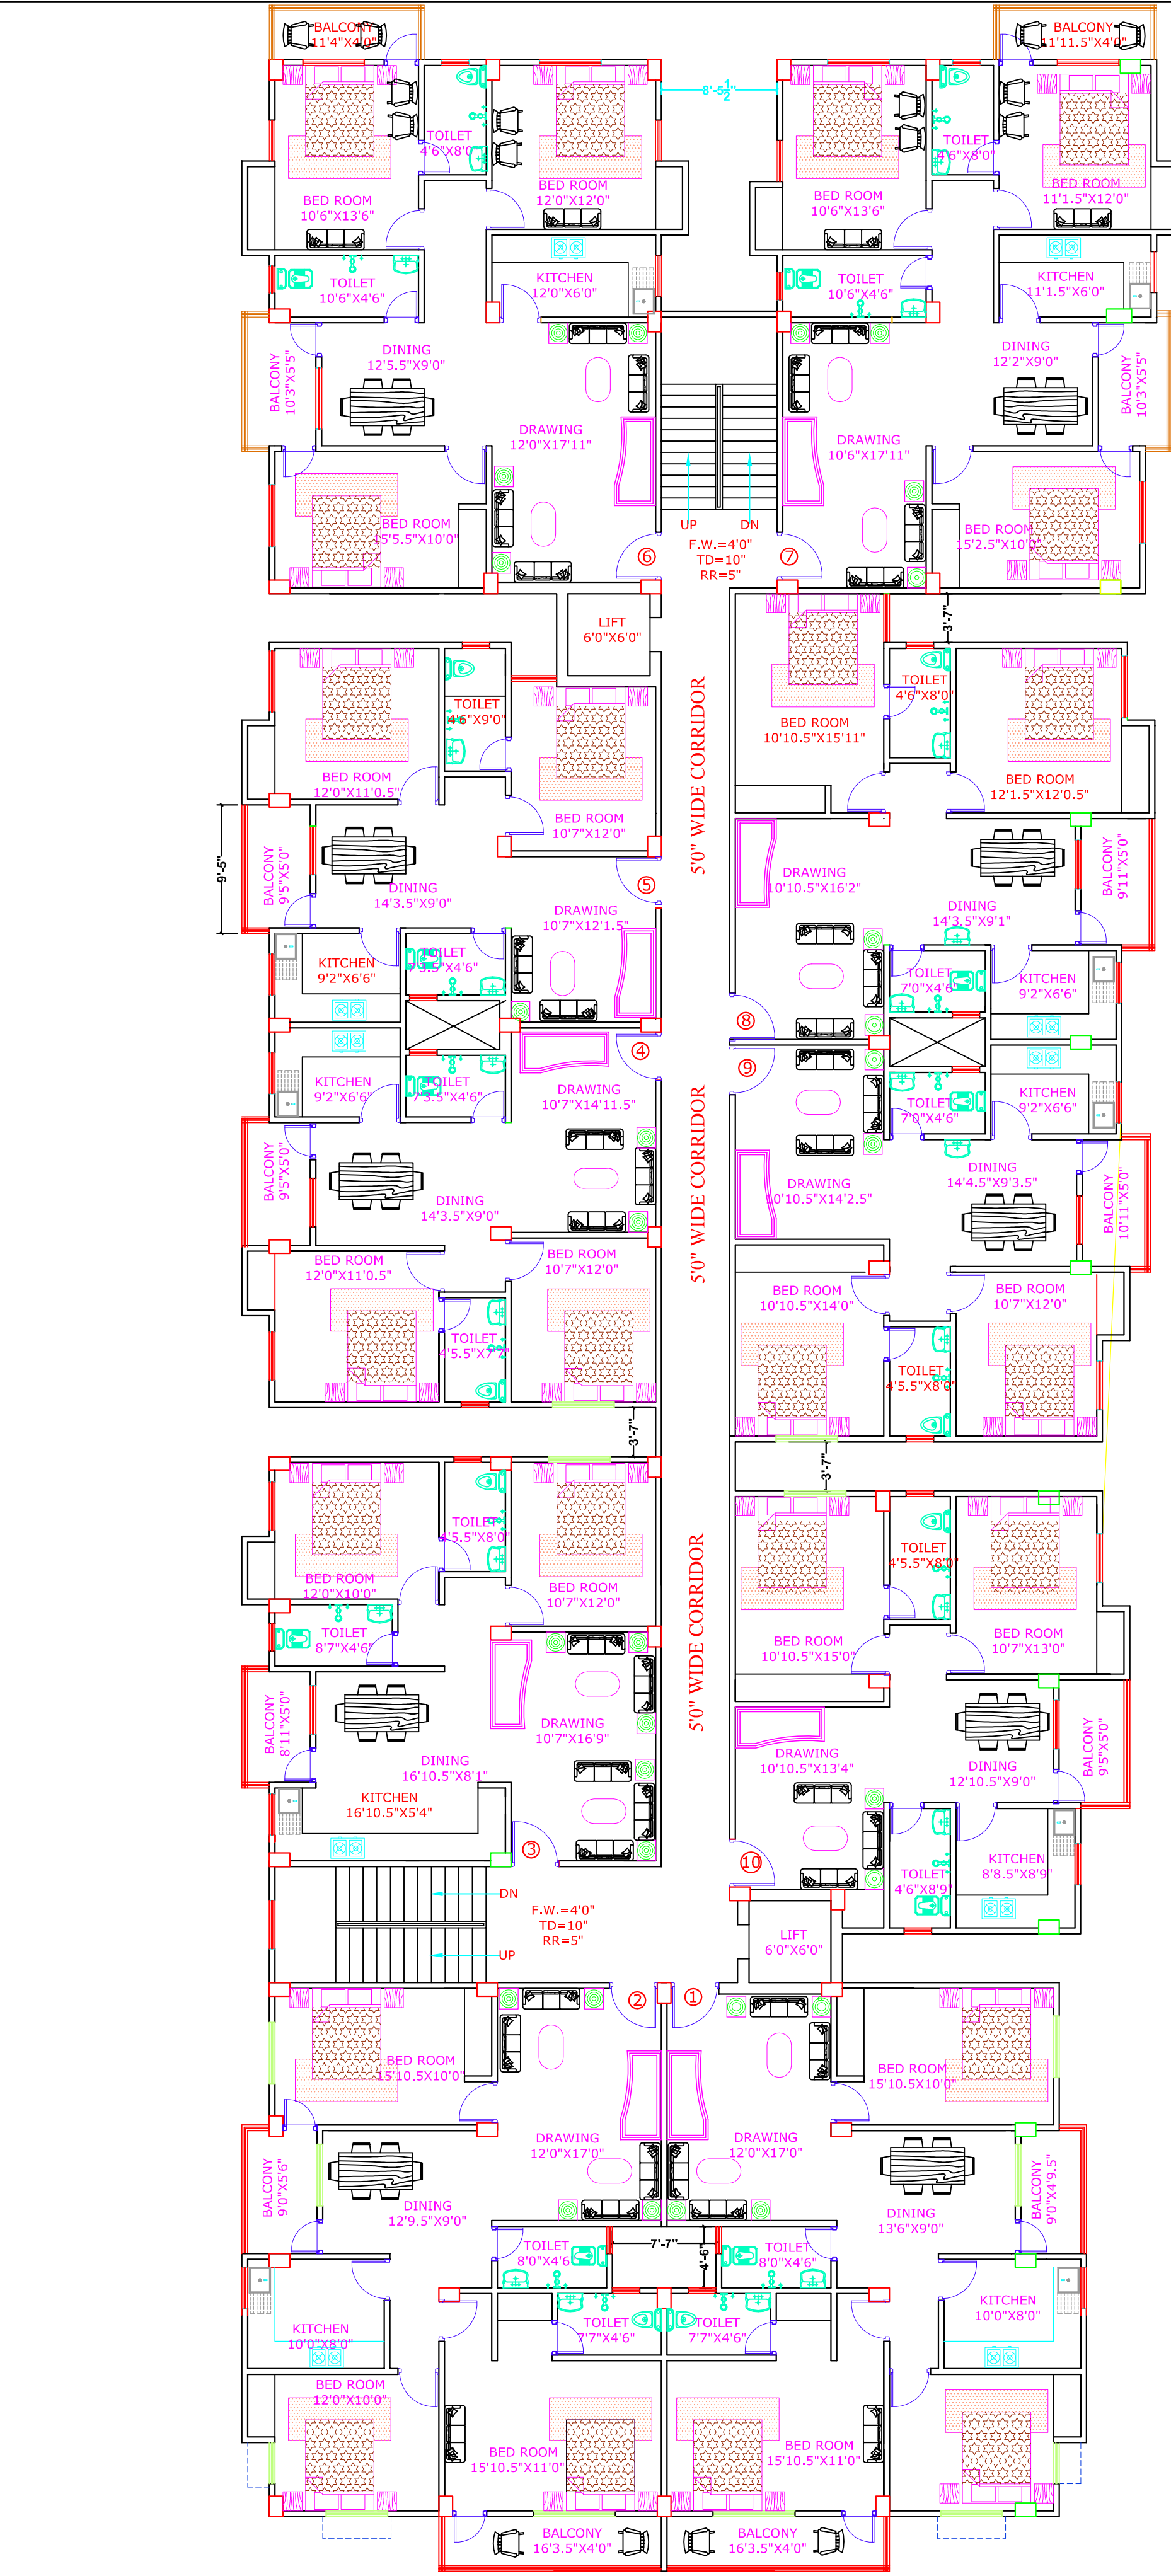 BALCONY
11'4"X4'0"
BALCONY
11'11.5"X4'0"
8'-5½"
TOILET
4'6"X8'0"
TOILET
4'6"X8'0"
BED ROOM
10'6"X13'6"
BED ROOM
12'0"X12'0"
BED ROOM
10'6"X13'6"
BED ROOM
11'1.5"X12'0"
TOILET
10'6"X4'6"
KITCHEN
12'0"X6'0"
TOILET
10'6"X4'6"
KITCHEN
11'1.5"X6'0"
BALCONY
10'3"X5'5"
DINING
12'5.5"X9'0"
DINING
12'2"X9'0"
BALCONY
10'3"X5'5"
DRAWING
12'0"X17'11"
DRAWING
10'6"X17'11"
BED ROOM
15'5.5"X10'0"
UP
DN
BED ROOM
15'2.5"X10'0"
6
F.W.=4'0"
TD=10"
RR=5"
7
LIFT
6'0"X6'0"
3'-7"
5'0" WIDE CORRIDOR
TOILET
4'6"X9'0"
TOILET
4'6"X8'0"
BED ROOM
10'10.5"X15'11"
BED ROOM
12'0"X11'0.5"
BED ROOM
12'1.5"X12'0.5"
BED ROOM
10'7"X12'0"
9'-5"
BALCONY
9'5"X5'0"
DINING
14'3.5"X9'0"
5
DRAWING
10'10.5"X16'2"
BALCONY
9'11"X5'0"
DRAWING
10'7"X12'1.5"
DINING
14'3.5"X9'1"
KITCHEN
9'2"X6'6"
TOILET
7'3.5"X4'6"
TOILET
7'0"X4'6"
KITCHEN
9'2"X6'6"
8
4
9
KITCHEN
9'2"X6'6"
TOILET
7'3.5"X4'6"
DRAWING
10'7"X14'11.5"
5'0" WIDE CORRIDOR
TOILET
7'0"X4'6"
KITCHEN
9'2"X6'6"
BALCONY
9'5"X5'0"
DINING
14'3.5"X9'0"
DRAWING
10'10.5"X14'2.5"
DINING
14'4.5"X9'3.5"
BALCONY
10'11"X5'0"
BED ROOM
12'0"X11'0.5"
BED ROOM
10'7"X12'0"
BED ROOM
10'10.5"X14'0"
BED ROOM
10'7"X12'0"
TOILET
4'5.5"X7'7"
TOILET
4'5.5"X8'0"
3'-7"
3'-7"
5'0" WIDE CORRIDOR
TOILET
4'5.5"X8'0"
TOILET
4'5.5"X8'0"
BED ROOM
12'0"X10'0"
BED ROOM
10'7"X12'0"
TOILET
8'7"X4'6"
BED ROOM
10'10.5"X15'0"
BED ROOM
10'7"X13'0"
BALCONY
8'11"X5'0"
DRAWING
10'7"X16'9"
DINING
16'10.5"X8'1"
DRAWING
10'10.5"X13'4"
DINING
12'10.5"X9'0"
BALCONY
9'5"X5'0"
KITCHEN
16'10.5"X5'4"
3
10
TOILET
4'6"X8'9"
KITCHEN
8'8.5"X8'9"
DN
F.W.=4'0"
TD=10"
RR=5"
UP
LIFT
6'0"X6'0"
2
1
BED ROOM
15'10.5X10'0"
BED ROOM
15'10.5X10'0"
DRAWING
12'0"X17'0"
DRAWING
12'0"X17'0"
BALCONY
9'0"X5'6"
DINING
12'9.5"X9'0"
DINING
13'6"X9'0"
BALCONY
9'0"X4'9.5"
TOILET
8'0"X4'6
7'-7"
4'-6"
TOILET
8'0"X4'6"
KITCHEN
10'0"X8'0"
TOILET
7'7"X4'6"
TOILET
7'7"X4'6"
KITCHEN
10'0"X8'0"
BED ROOM
12'0"X10'0"
BED ROOM
15'10.5"X11'0"
BED ROOM
15'10.5"X11'0"
BALCONY
16'3.5"X4'0"
BALCONY
16'3.5"X4'0"